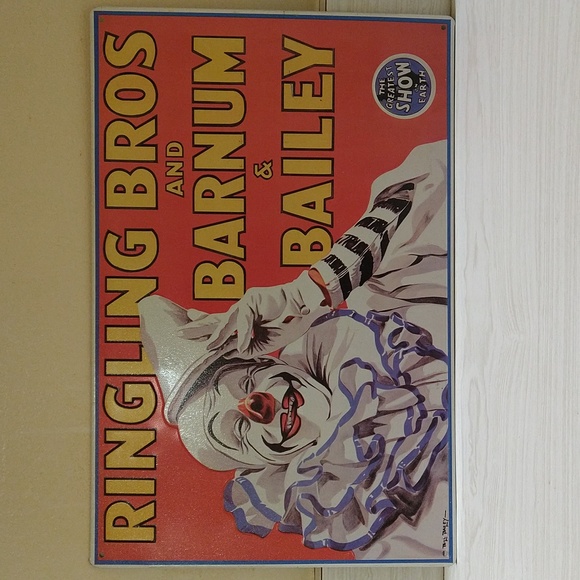 RINGLING BROS
AND
BARNUM
&
BAILEY
THE
GREATEST
SHOW
ON
EARTH